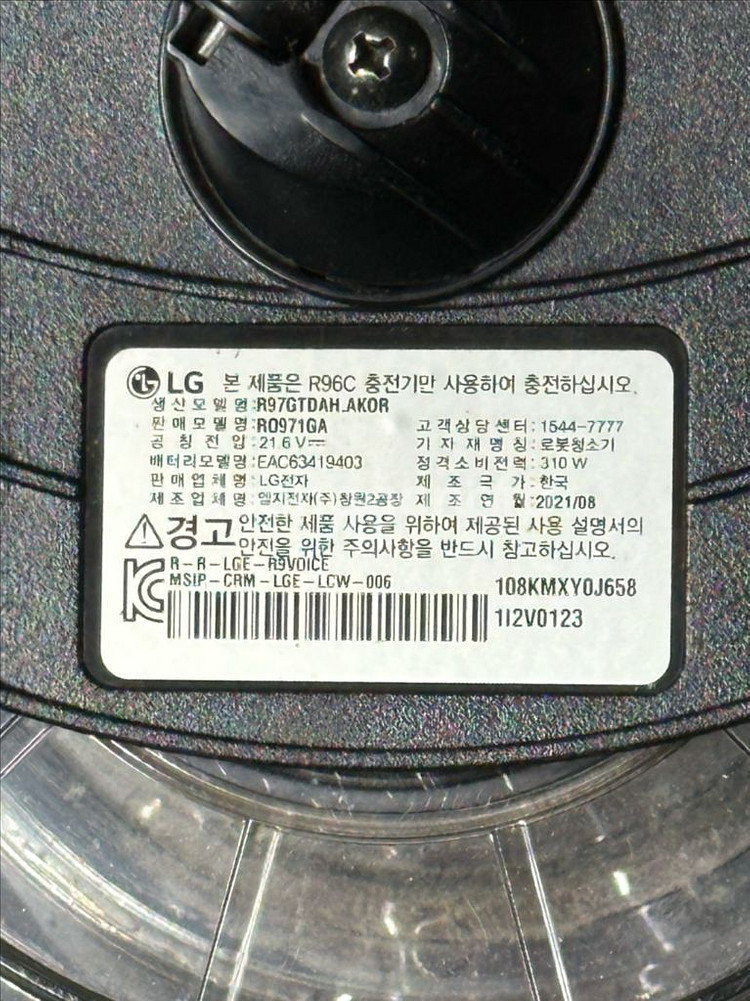 LG 본 제품은 R96C 충전기만 사용하여 충전하십시오.
생산모델명:R97GTDAH.AKOR
판매모델명:RO971GA 고객상담센터:1544-7777
공칭전압:21.6 V⎓ 기자재명칭:로봇청소기
배터리모델명:EAC63419403 정격소비전력:310 W
판매업체명:LG전자 제조국가:한국
제조업체명:엘지전자(주)창원2공장 제조연월:2021/08
⚠경고 안전한 제품 사용을 위하여 제공된 사용 설명서의
안전을 위한 주의사항을 반드시 참고하십시오.
R-R-LGE-R9VOICE
MSIP-CRM-LGE-LCW-006
108KMXY0J658
1I2V0123